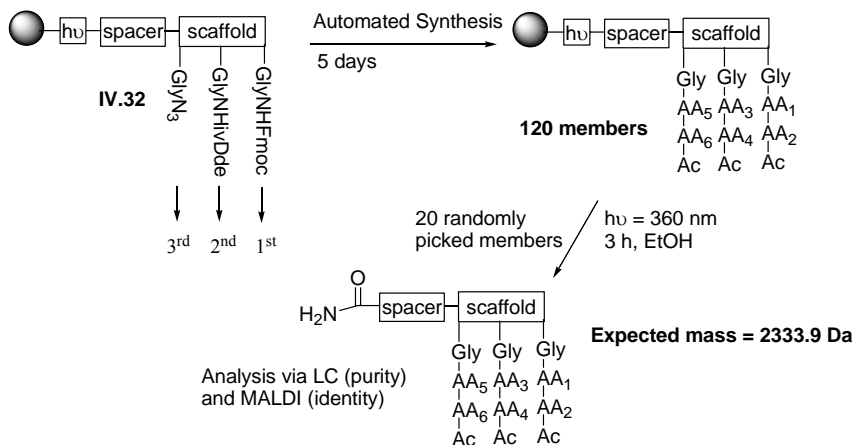 hυ
spacer
scaffold
GlyN3
GlyNHivDde
GlyNHFmoc
IV.32
3rd
2nd
1st
Automated Synthesis
5 days
hυ
spacer
scaffold
Gly Gly Gly
AA5 AA3 AA1
AA6 AA4 AA2
Ac Ac Ac
120 members
20 randomly
picked members
hυ = 360 nm
3 h, EtOH
O
H2N
spacer
scaffold
Expected mass = 2333.9 Da
Gly Gly Gly
AA5 AA3 AA1
AA6 AA4 AA2
Ac Ac Ac
Analysis via LC (purity)
and MALDI (identity)